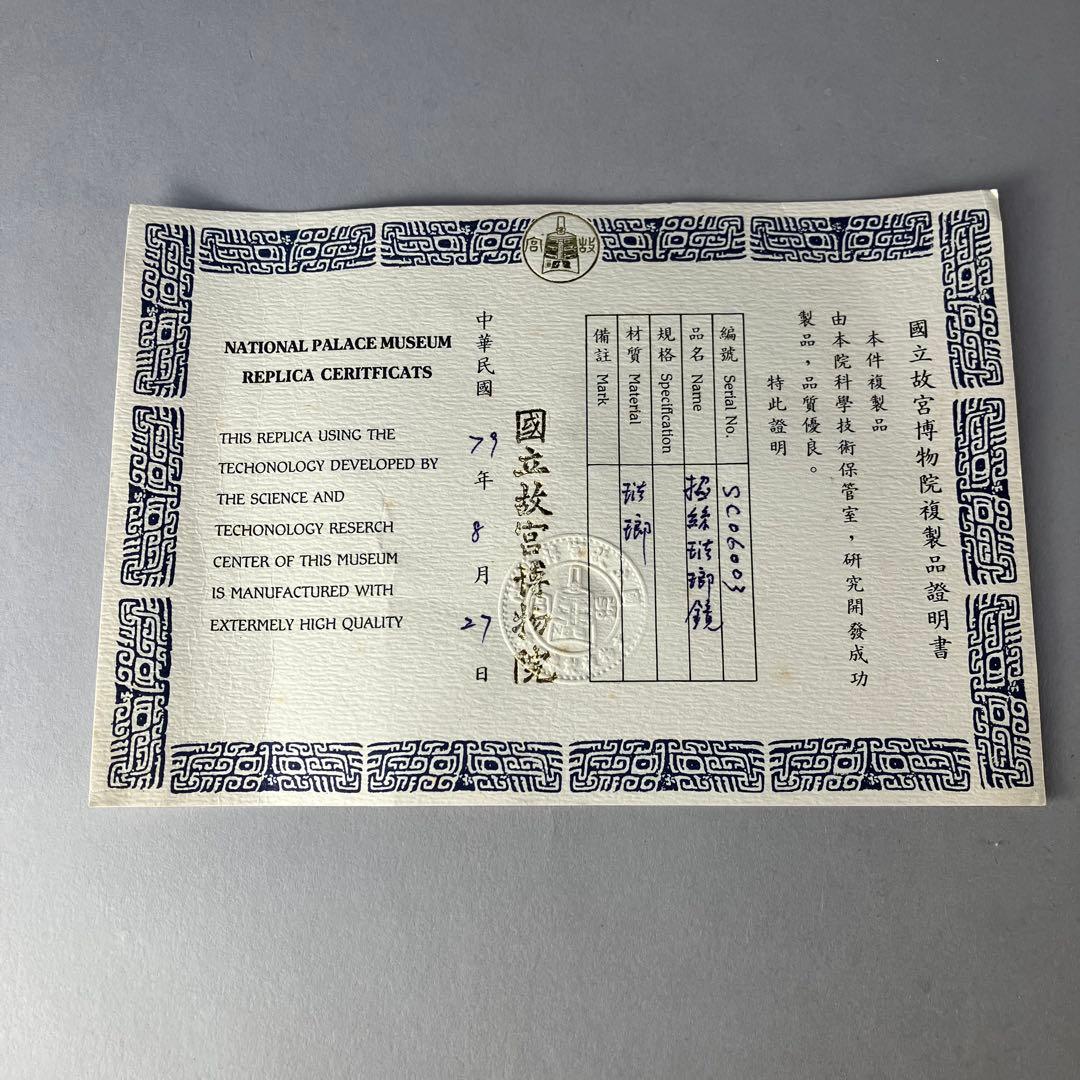 國立故宮博物院複製品證明書
本件複製品
由本院科學技術保管室，研究開發成功
製品，品質優良。
特此證明
編號 Serial No. SC06003
品名 Name 掐絲琺瑯鏡
規格 Specification
材質 Material 琺瑯
備註 Mark
國立故宮博物院
中華民國 79 年 8 月 27 日
NATIONAL PALACE MUSEUM
REPLICA CERITFICATS
THIS REPLICA USING THE
TECHONOLOGY DEVELOPED BY
THE SCIENCE AND
TECHONOLOGY RESERCH
CENTER OF THIS MUSEUM
IS MANUFACTURED WITH
EXTERMELY HIGH QUALITY
故宮